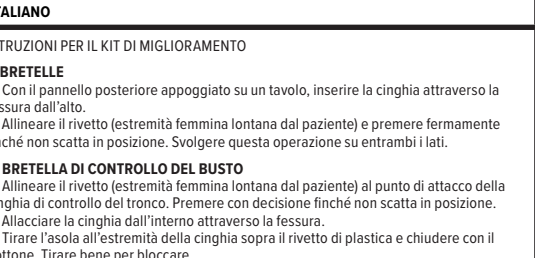 TALIANO
TRUZIONI PER IL KIT DI MIGLIORAMENTO
BRETELLE
Con il pannello posteriore appoggiato su un tavolo, inserire la cinghia attraverso la
ssura dall'alto.
Allineare il rivetto (estremità femmina lontana dal paziente) e premere fermamente
nché non scatta in posizione. Svolgere questa operazione su entrambi i lati.
BRETELLA DI CONTROLLO DEL BUSTO
Allineare il rivetto (estremità femmina lontana dal paziente) al punto di attacco della
nghia di controllo del tronco. Premere con decisione finché non scatta in posizione.
Allacciare la cinghia dall'interno attraverso la fessura.
Tirare l'asola all'estremità della cinghia sopra il rivetto di plastica e chiudere con il
ottone. Tirare bene per bloccare.